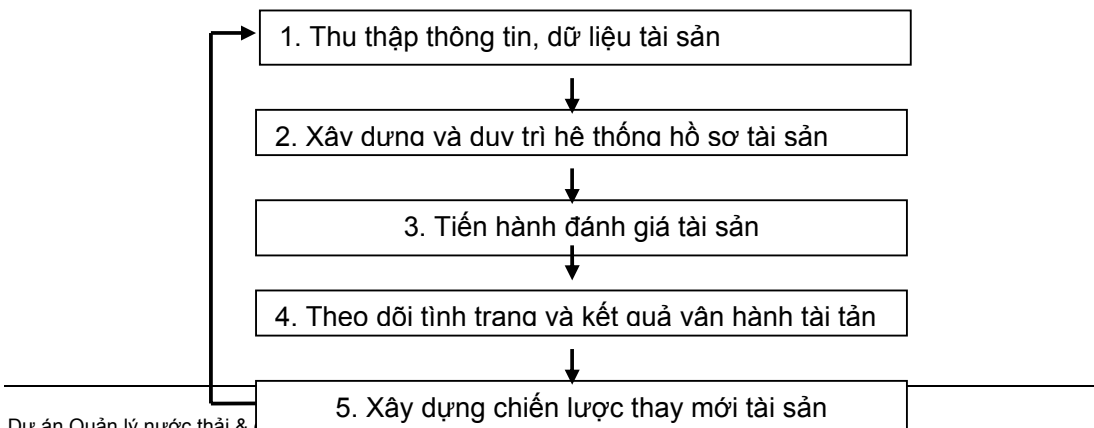 1. Thu thập thông tin, dữ liệu tài sản
2. Xây dựng và duy trì hệ thống hồ sơ tài sản
3. Tiến hành đánh giá tài sản
4. Theo dõi tình trạng và kết quả vận hành tài tản
5. Xây dựng chiến lược thay mới tài sản
Dự án Quản lý nước thải &